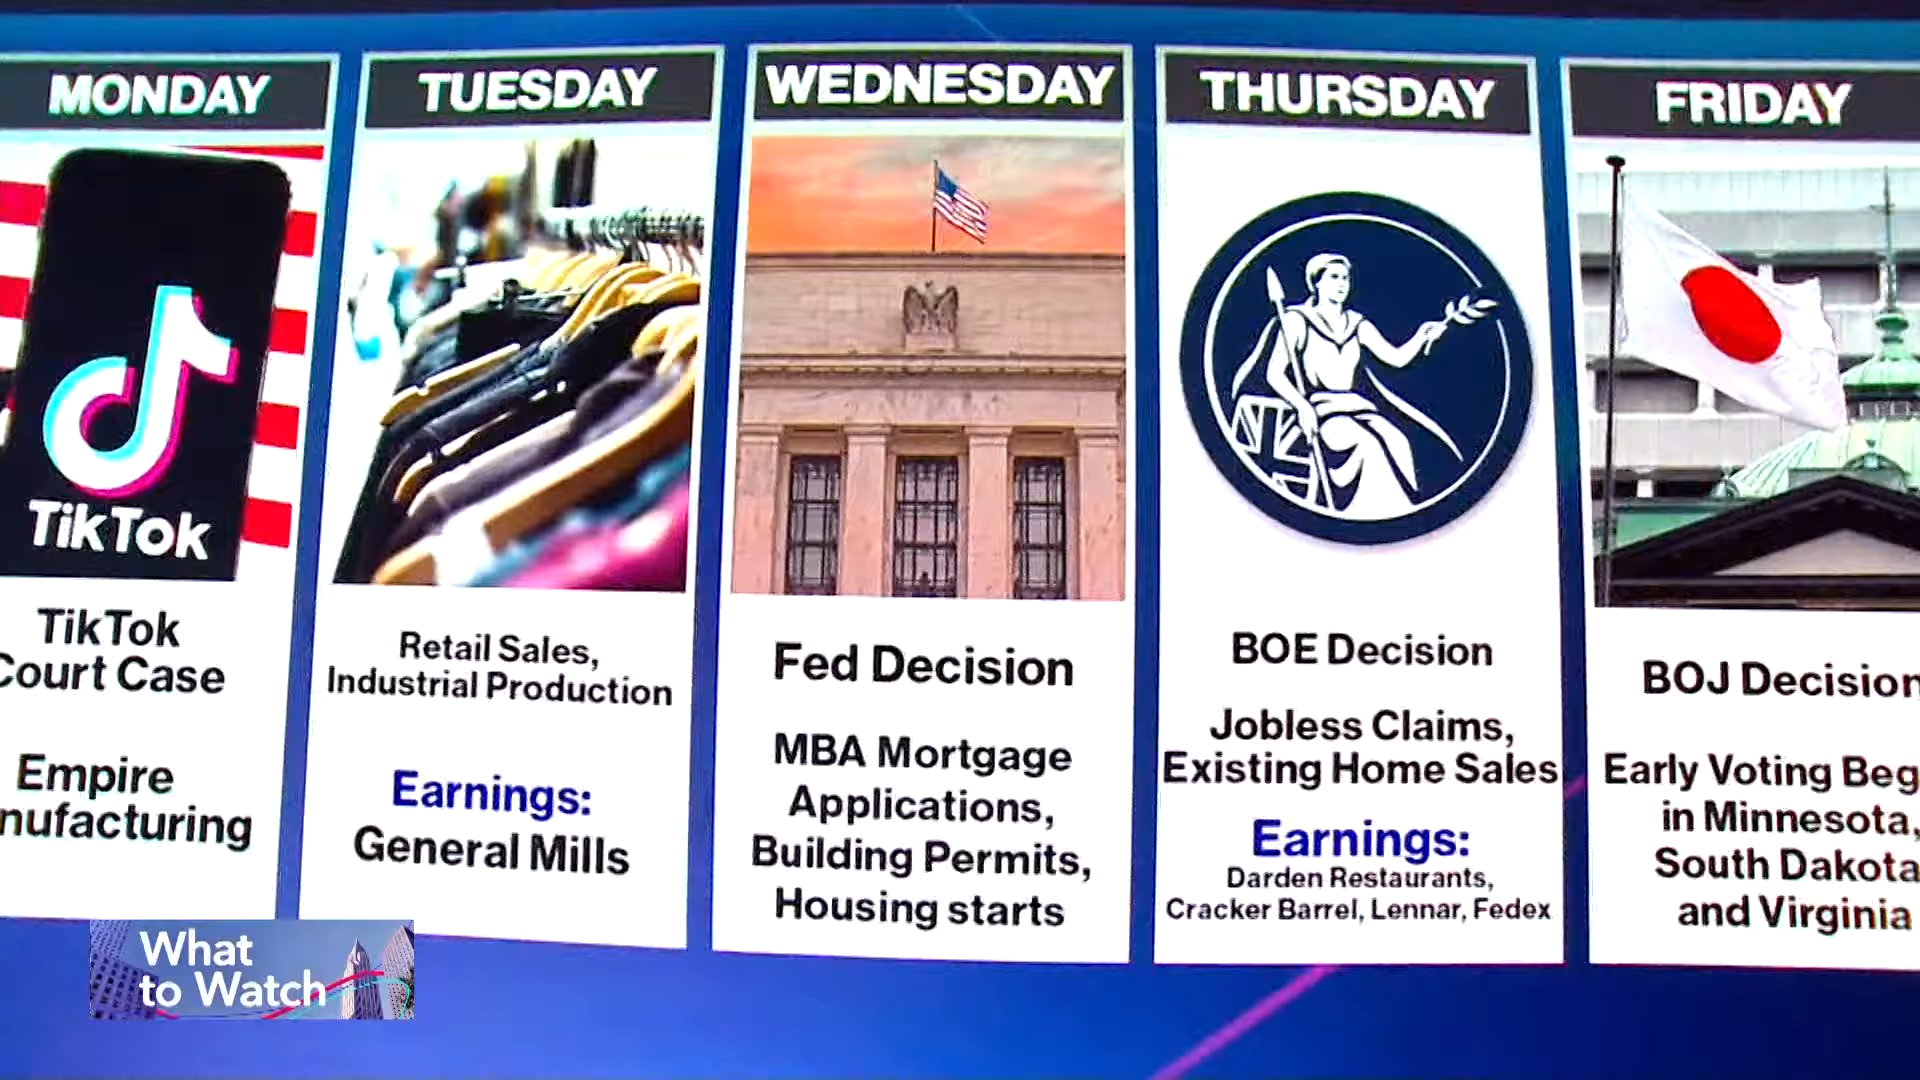 MONDAY
TikTok
TikTok
Court Case
Empire
nufacturing
TUESDAY
Retail Sales,
Industrial Production
Earnings:
General Mills
WEDNESDAY
Fed Decision
MBA Mortgage
Applications,
Building Permits,
Housing starts
THURSDAY
BOE Decision
Jobless Claims,
Existing Home Sales
Earnings:
Darden Restaurants,
Cracker Barrel, Lennar, Fedex
FRIDAY
BOJ Decision
Early Voting Beg
in Minnesota,
South Dakota
and Virginia
What
to Watch